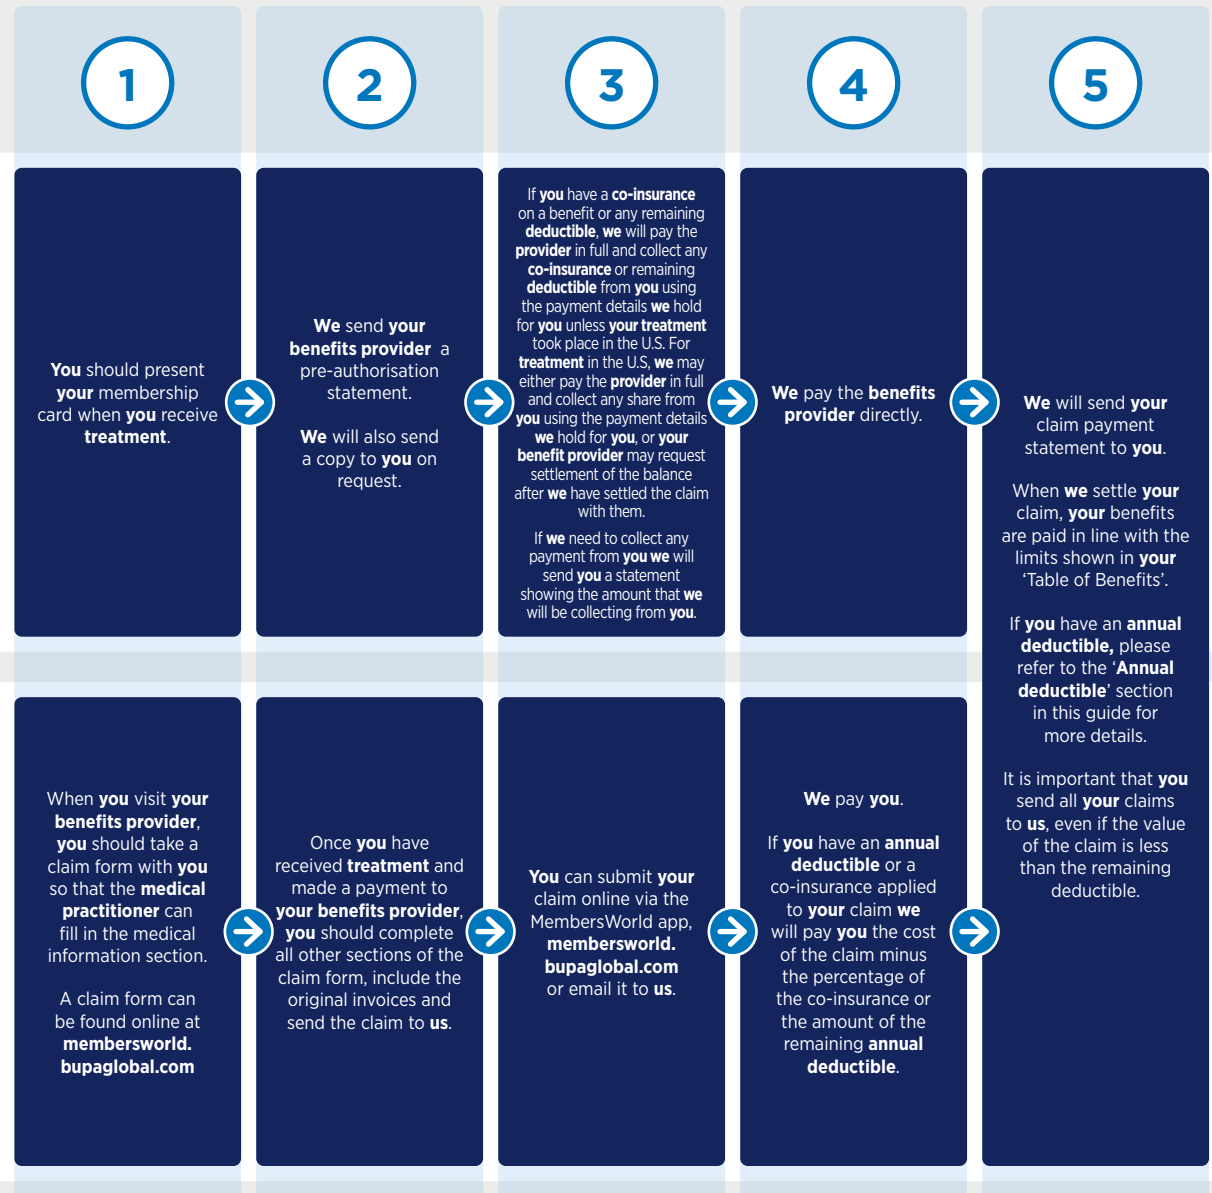 1
2
3
4
5
You should present
your membership
card when you receive
treatment.
We send your
benefits provider a
pre-authorisation
statement.
We will also send
a copy to you on
request.
If you have a co-insurance
on a benefit or any remaining
deductible, we will pay the
provider in full and collect any
co-insurance or remaining
deductible from you using
the payment details we hold
for you unless your treatment
took place in the U.S. For
treatment in the U.S, we may
either pay the provider in full
and collect any share from
you using the payment details
we hold for you, or your
benefit provider may request
settlement of the balance
after we have settled the claim
with them.
If we need to collect any
payment from you we will
send you a statement
showing the amount that we
will be collecting from you.
We pay the benefits
provider directly.
We will send your
claim payment
statement to you.
When we settle your
claim, your benefits
are paid in line with the
limits shown in your
‘Table of Benefits’.
If you have an annual
deductible, please
refer to the ‘Annual
deductible’ section
in this guide for
more details.
It is important that you
send all your claims
to us, even if the value
of the claim is less
than the remaining
deductible.
When you visit your
benefits provider,
you should take a
claim form with you
so that the medical
practitioner can
fill in the medical
information section.
A claim form can
be found online at
membersworld.
bupaglobal.com
Once you have
received treatment and
made a payment to
your benefits provider,
you should complete
all other sections of the
claim form, include the
original invoices and
send the claim to us.
You can submit your
claim online via the
MembersWorld app,
membersworld.
bupaglobal.com
or email it to us.
We pay you.
If you have an annual
deductible or a
co-insurance applied
to your claim we
will pay you the cost
of the claim minus
the percentage of
the co-insurance or
the amount of the
remaining annual
deductible.